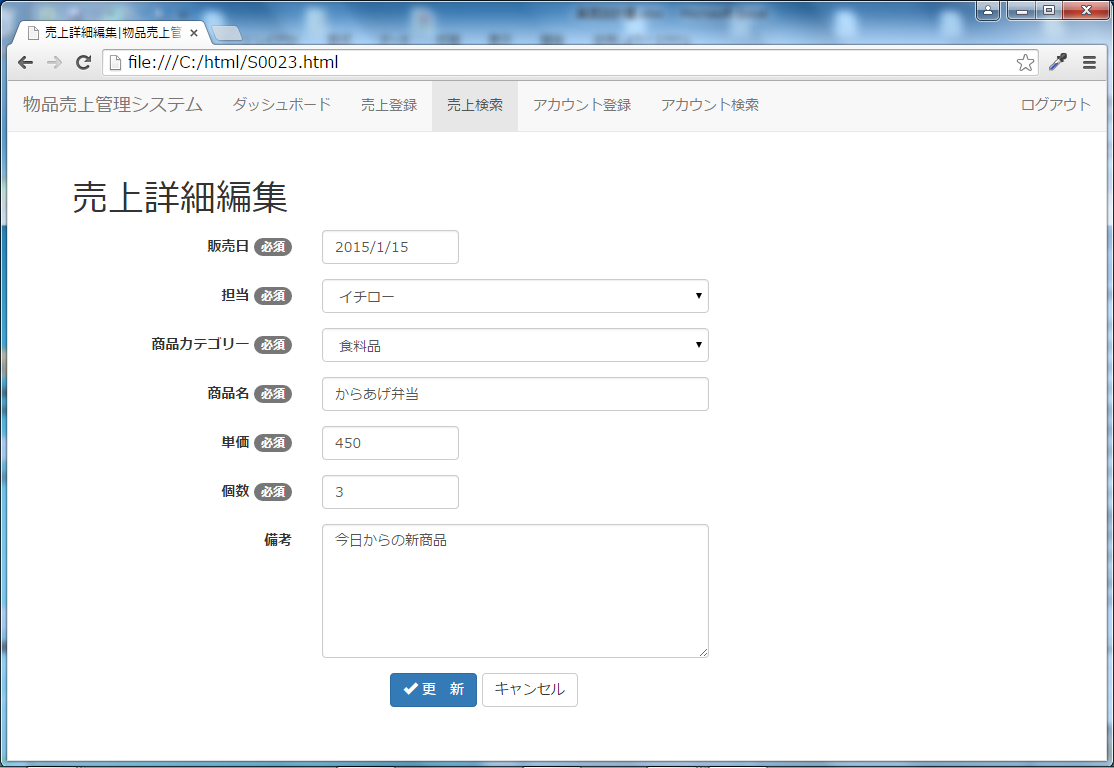 売上詳細編集|物品売上管
file:///C:/html/S0023.html
物品売上管理システム ダッシュボード 売上登録 売上検索 アカウント登録 アカウント検索 ログアウト
売上詳細編集
販売日 必須 2015/1/15
担当 必須 イチロー
商品カテゴリー 必須 食料品
商品名 必須 からあげ弁当
単価 必須 450
個数 必須 3
備考 今日からの新商品
更　新 キャンセル